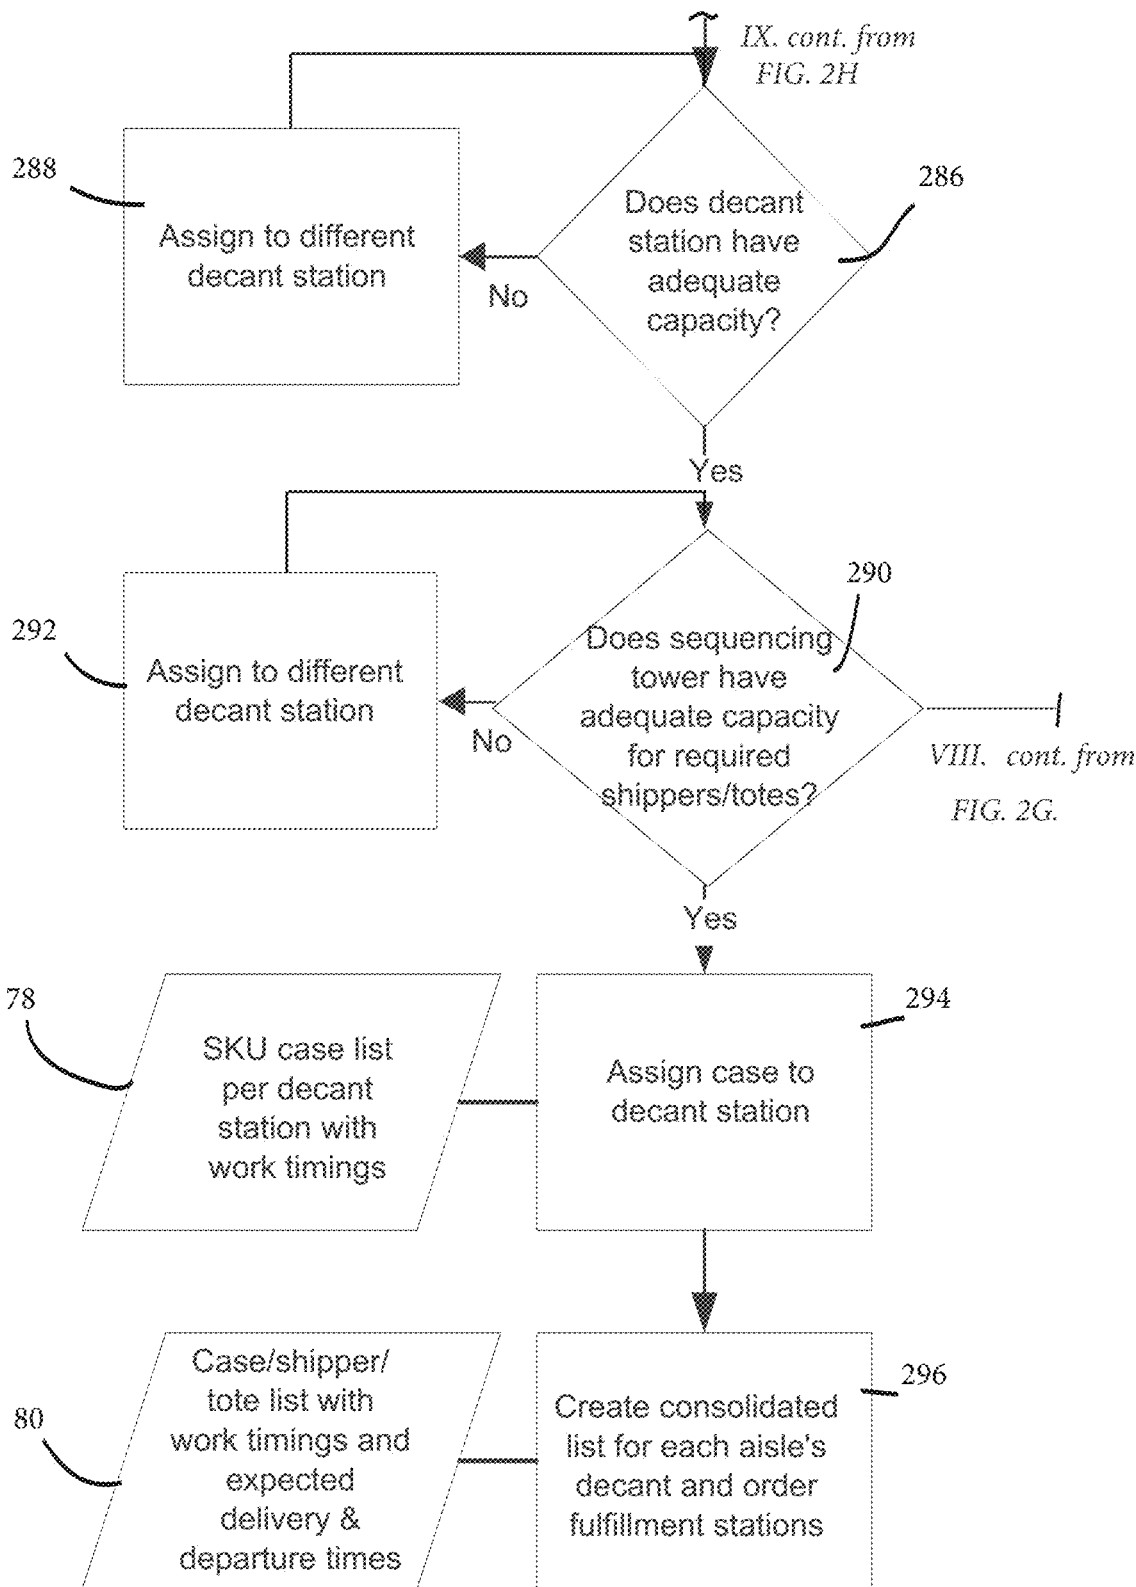 IX. cont. from
FIG. 2H
288
286
Assign to different
decant station
Does decant
station have
adequate
capacity?
No
Yes
290
292
Assign to different
decant station
Does sequencing
tower have
adequate capacity
for required
shippers/totes?
No
VIII. cont. from
FIG. 2G.
Yes
78
294
SKU case list
per decant
station with
work timings
Assign case to
decant station
296
80
Case/shipper/
tote list with
work timings and
expected
delivery &
departure times
Create consolidated
list for each aisle's
decant and order
fulfillment stations